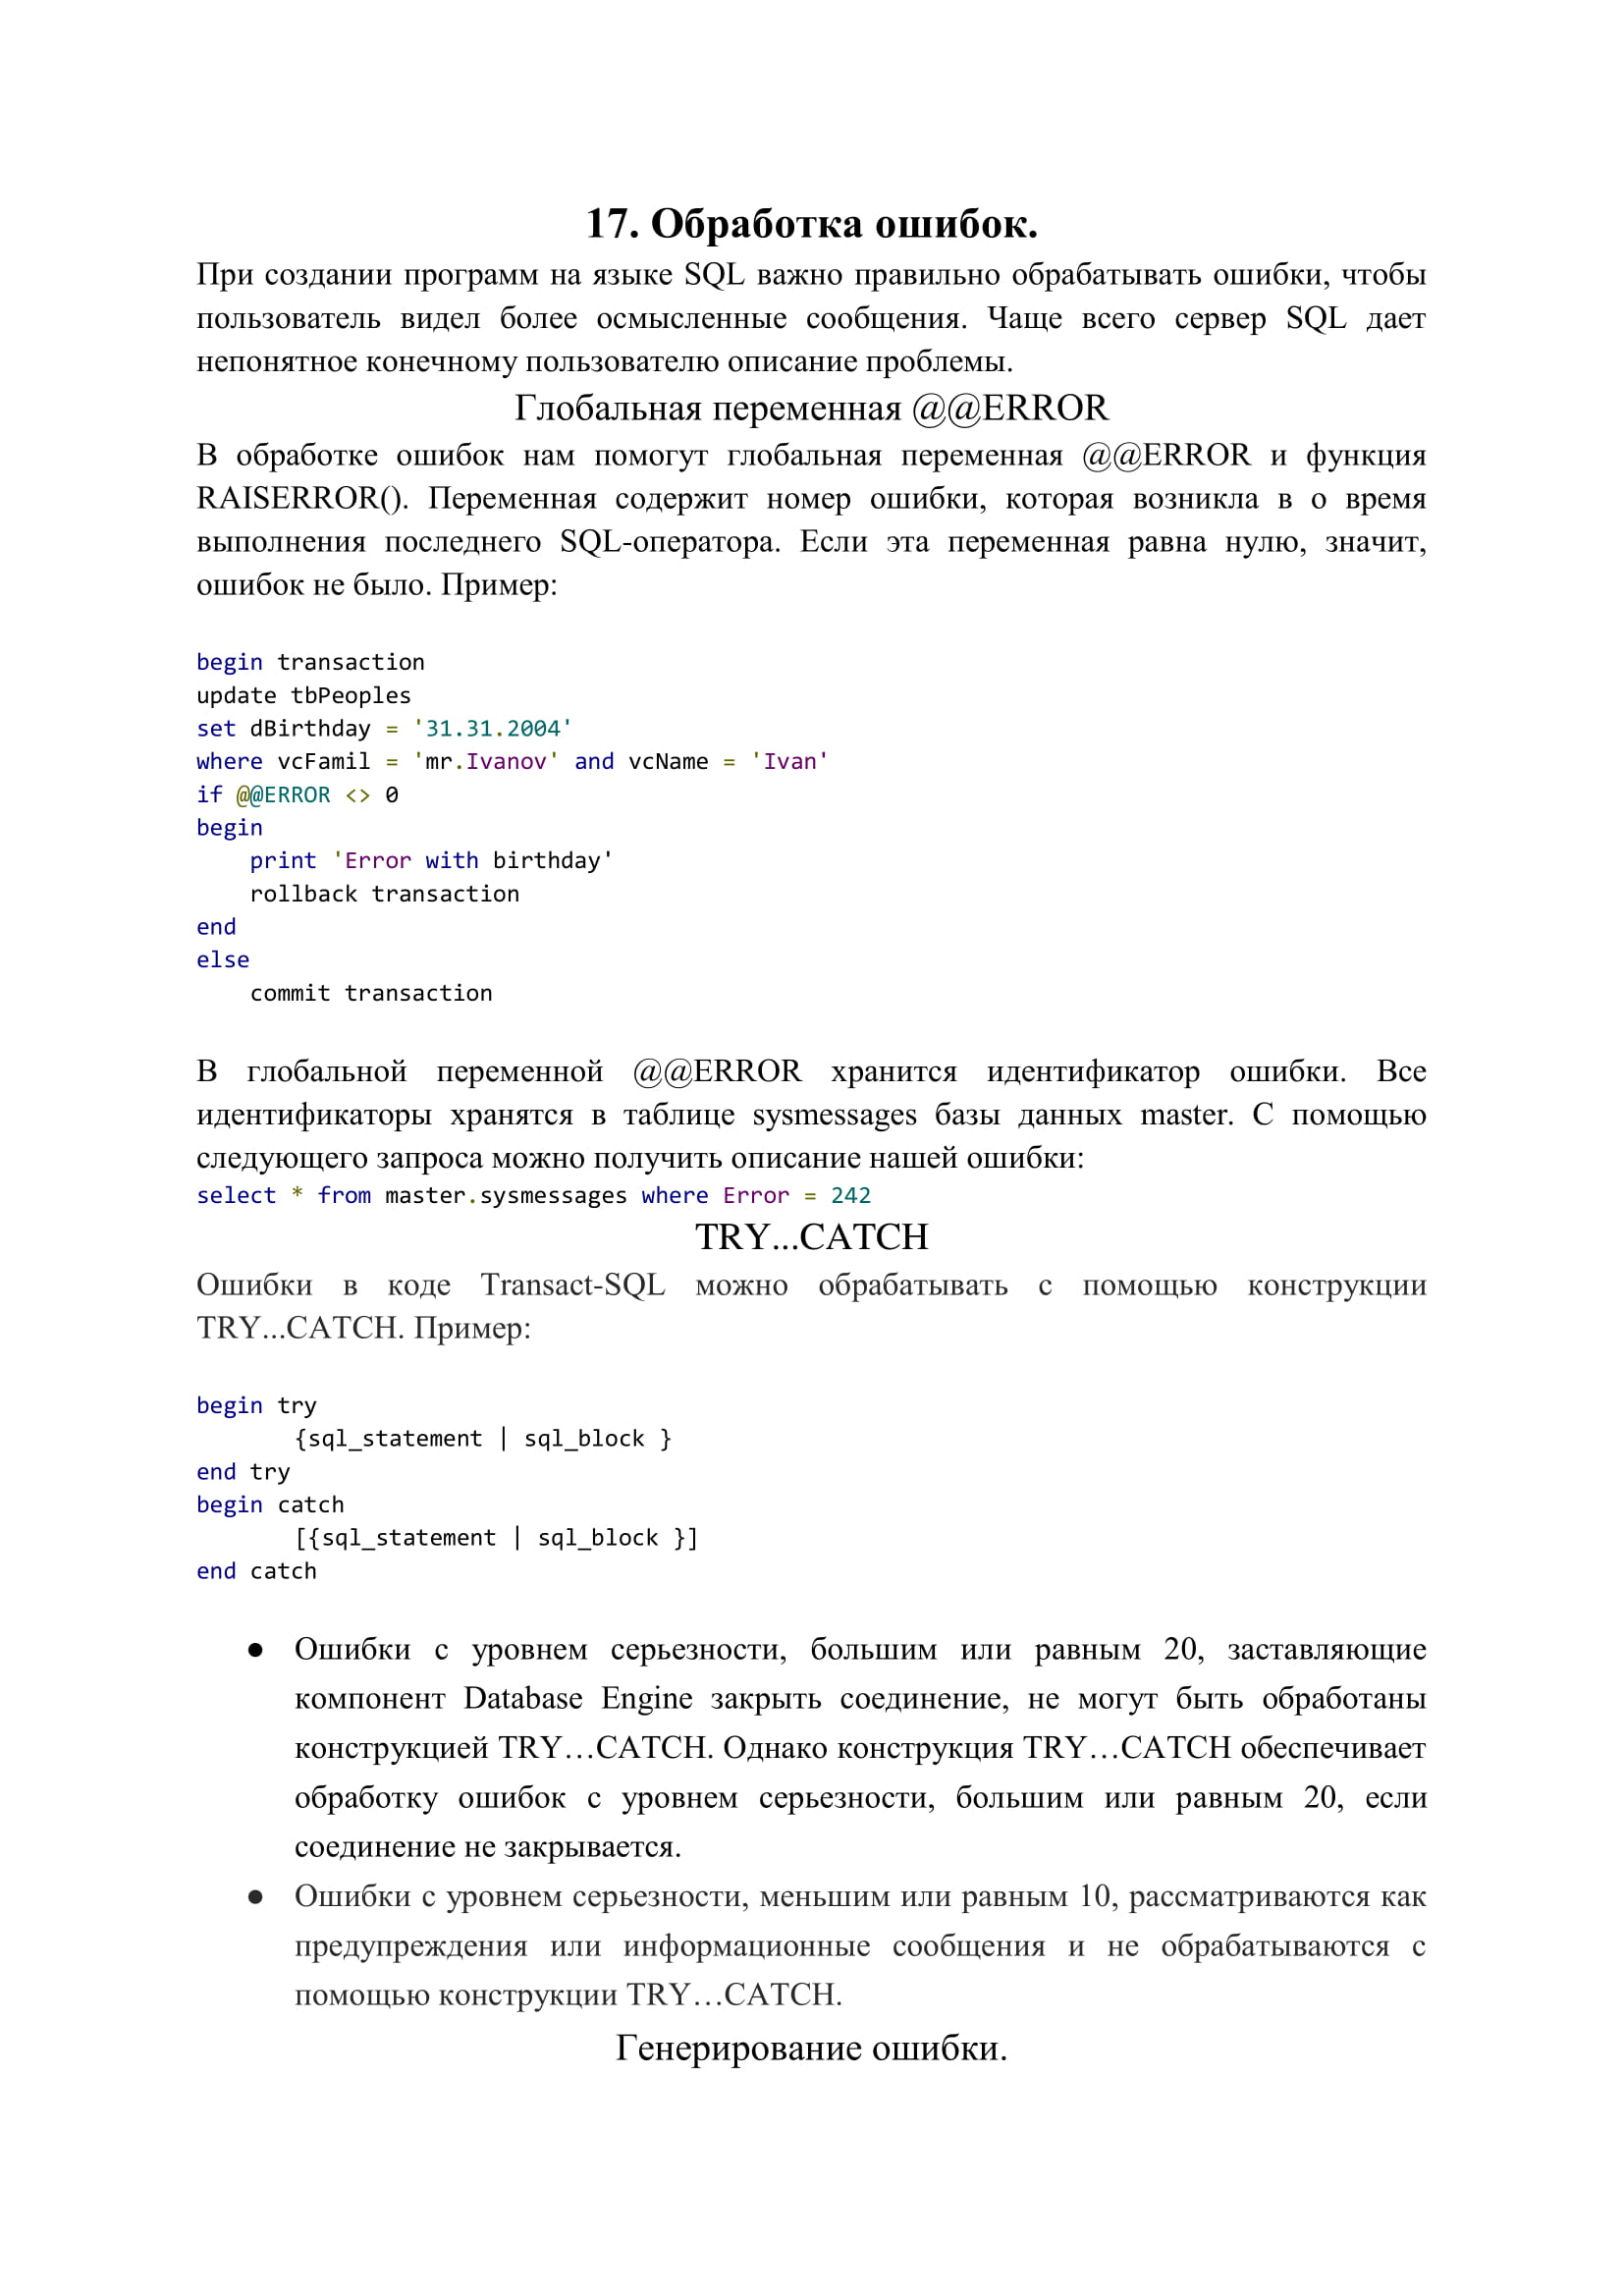 17. Обработка ошибок.
При создании программ на языке SQL важно правильно обрабатывать ошибки, чтобы
пользователь видел более осмысленные сообщения. Чаще всего сервер SQL дает
непонятное конечному пользователю описание проблемы.
Глобальная переменная @@ERROR
В обработке ошибок нам помогут глобальная переменная @@ERROR и функция
RAISERROR(). Переменная содержит номер ошибки, которая возникла в о время
выполнения последнего SQL-оператора. Если эта переменная равна нулю, значит,
ошибок не было. Пример:
begin transaction
update tbPeoples
set dBirthday = '31.31.2004'
where vcFamil = 'mr.Ivanov' and vcName = 'Ivan'
if @@ERROR <> 0
begin
    print 'Error with birthday'
    rollback transaction
end
else
    commit transaction
В глобальной переменной @@ERROR хранится идентификатор ошибки. Все
идентификаторы хранятся в таблице sysmessages базы данных master. С помощью
следующего запроса можно получить описание нашей ошибки:
select * from master.sysmessages where Error = 242
TRY...CATCH
Ошибки в коде Transact-SQL можно обрабатывать с помощью конструкции
TRY...CATCH. Пример:
begin try
    {sql_statement | sql_block }
end try
begin catch
    [{sql_statement | sql_block }]
end catch
● Ошибки с уровнем серьезности, большим или равным 20, заставляющие
компонент Database Engine закрыть соединение, не могут быть обработаны
конструкцией TRY…CATCH. Однако конструкция TRY…CATCH обеспечивает
обработку ошибок с уровнем серьезности, большим или равным 20, если
соединение не закрывается.
● Ошибки с уровнем серьезности, меньшим или равным 10, рассматриваются как
предупреждения или информационные сообщения и не обрабатываются с
помощью конструкции TRY…CATCH.
Генерирование ошибки.